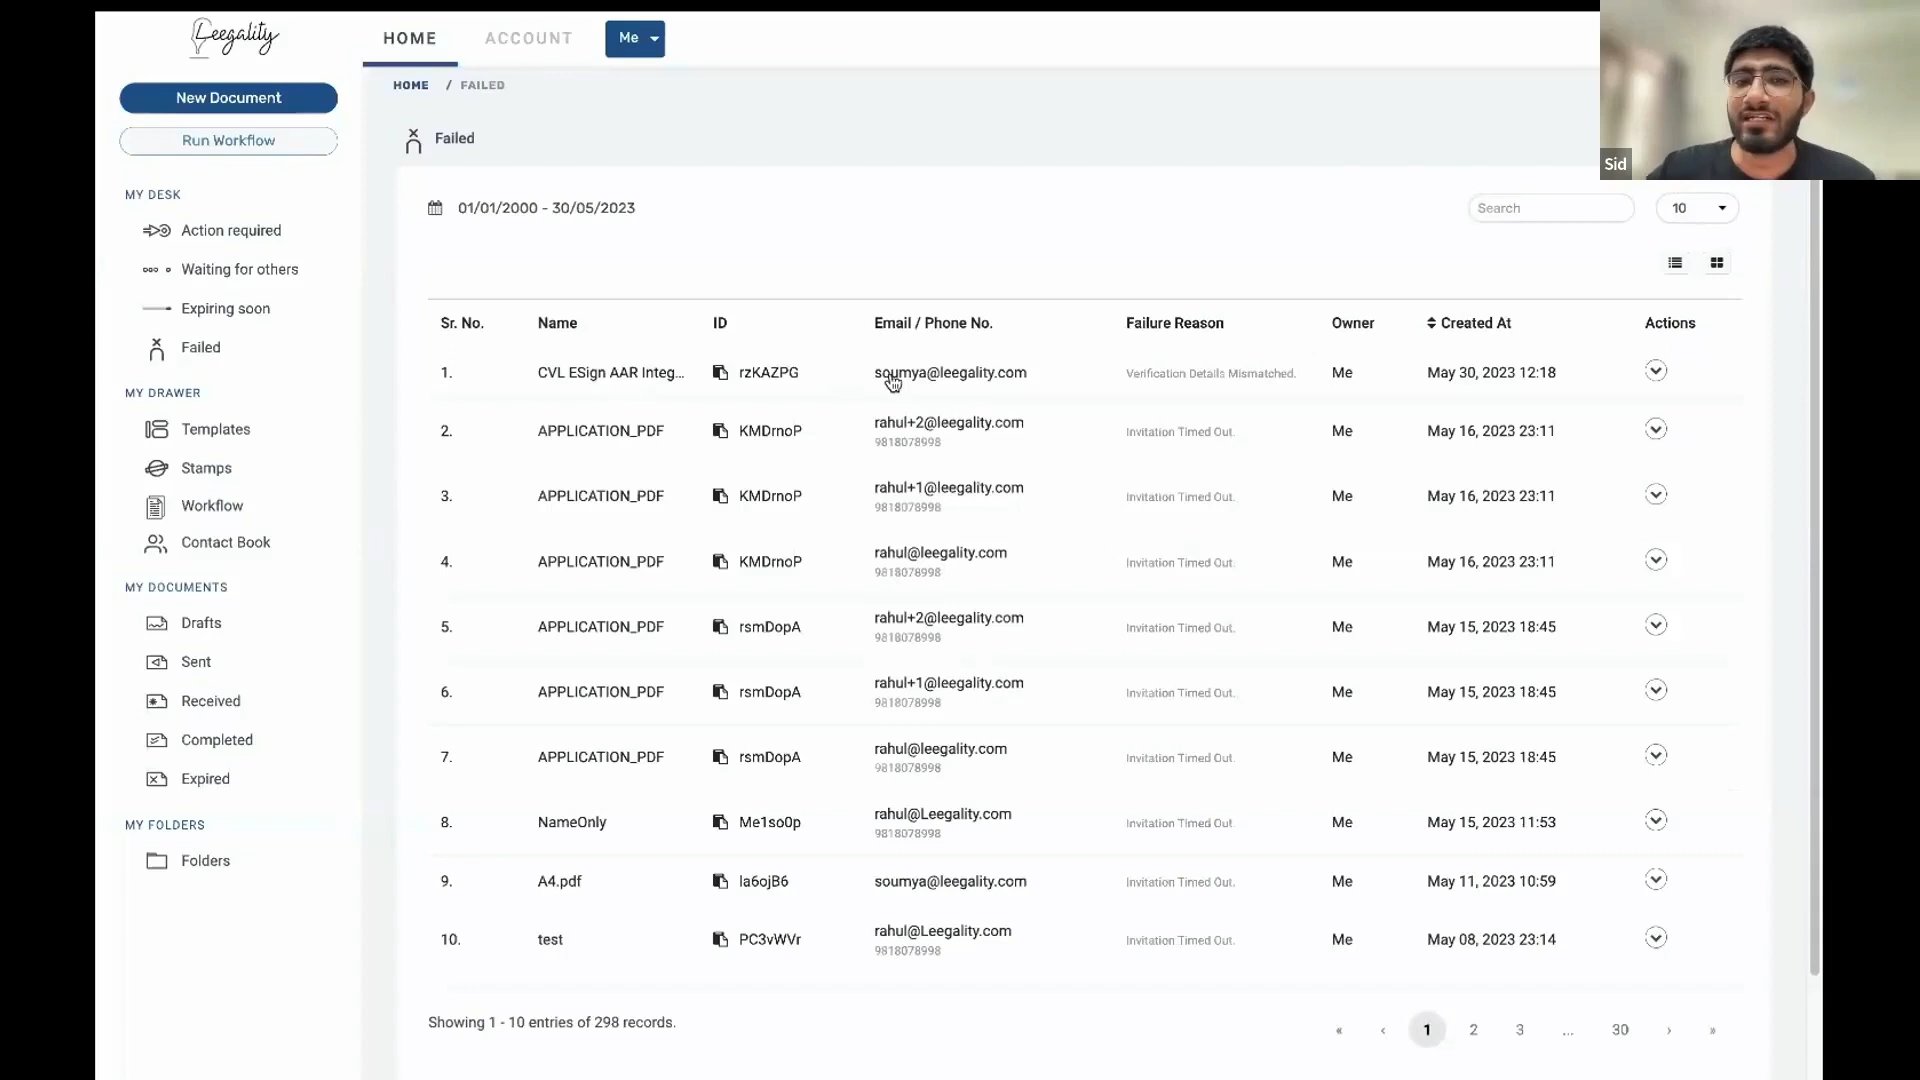 Leegality
HOME
ACCOUNT
Me
Sid
New Document
Run Workflow
MY DESK
Action required
Waiting for others
Expiring soon
Failed
MY DRAWER
Templates
Stamps
Workflow
Contact Book
MY DOCUMENTS
Drafts
Sent
Received
Completed
Expired
MY FOLDERS
Folders
HOME / FAILED
Failed
01/01/2000 - 30/05/2023
Search
10
Sr. No. Name ID Email / Phone No. Failure Reason Owner Created At Actions
1. CVL ESign AAR Integ... rzKAZPG soumya@leegality.com Verification Details Mismatched. Me May 30, 2023 12:18
2. APPLICATION_PDF KMDrnoP rahul+2@leegality.com Invitation Timed Out. Me May 16, 2023 23:11
9818078998
3. APPLICATION_PDF KMDrnoP rahul+1@leegality.com Invitation Timed Out. Me May 16, 2023 23:11
9818078998
4. APPLICATION_PDF KMDrnoP rahul@leegality.com Invitation Timed Out. Me May 16, 2023 23:11
9818078998
5. APPLICATION_PDF rsmDopA rahul+2@leegality.com Invitation Timed Out. Me May 15, 2023 18:45
9818078998
6. APPLICATION_PDF rsmDopA rahul+1@leegality.com Invitation Timed Out. Me May 15, 2023 18:45
9818078998
7. APPLICATION_PDF rsmDopA rahul@leegality.com Invitation Timed Out. Me May 15, 2023 18:45
9818078998
8. NameOnly Me1so0p rahul@Leegality.com Invitation Timed Out. Me May 15, 2023 11:53
9818078998
9. A4.pdf Ia6ojB6 soumya@leegality.com Invitation Timed Out. Me May 11, 2023 10:59
10. test PC3vWVr rahul@Leegality.com Invitation Timed Out. Me May 08, 2023 23:14
9818078998
Showing 1 - 10 entries of 298 records.
« ‹ 1 2 3 ... 30 › »